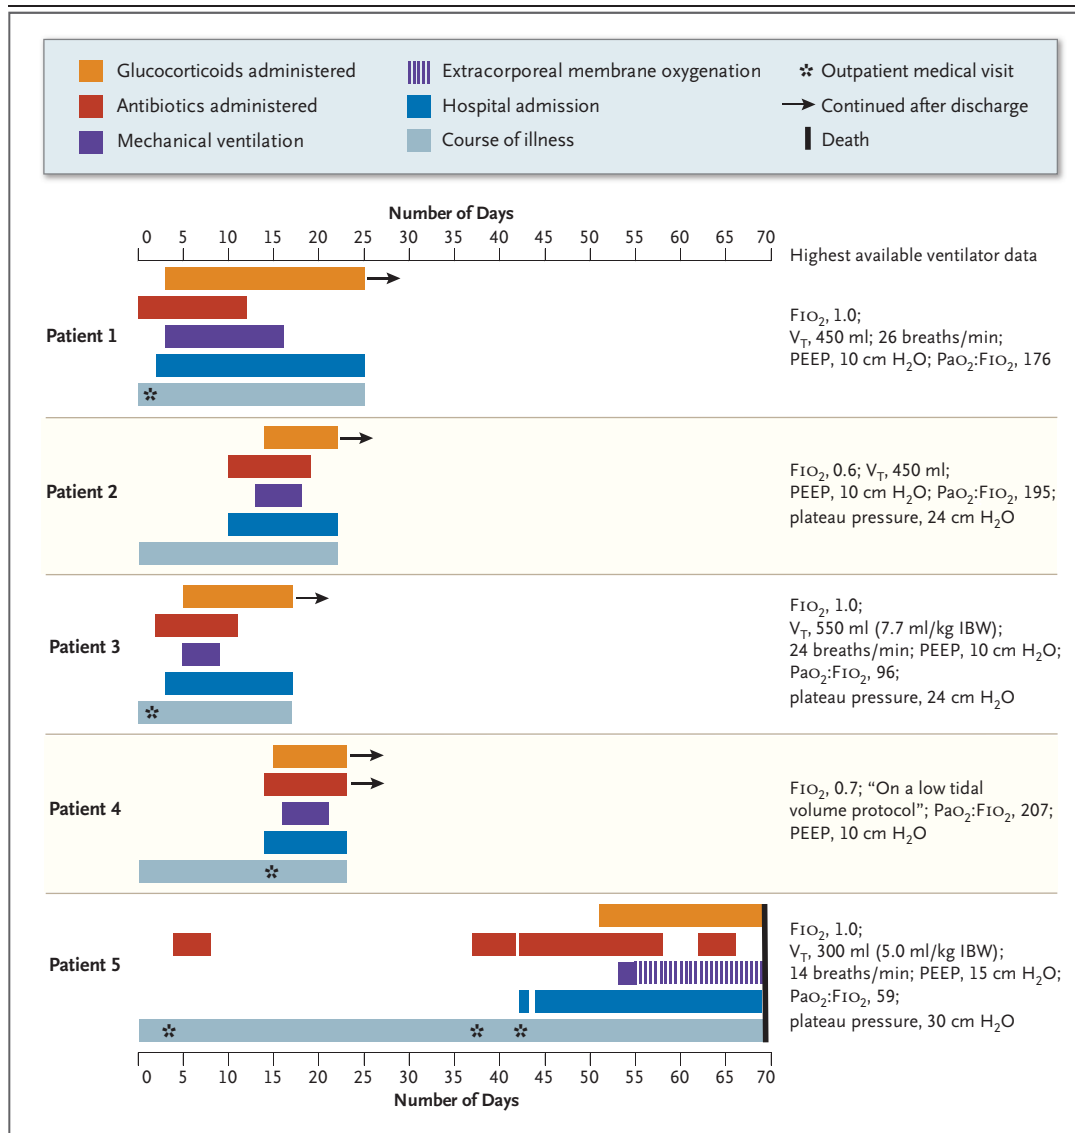 Glucocorticoids administered
Antibiotics administered
Mechanical ventilation
Extracorporeal membrane oxygenation
Hospital admission
Course of illness
* Outpatient medical visit
→ Continued after discharge
Death
Number of Days
0 5 10 15 20 25 30 35 40 45 50 55 60 65 70
Highest available ventilator data
Patient 1
FIO₂, 1.0;
V_T, 450 ml; 26 breaths/min;
PEEP, 10 cm H₂O; PaO₂:FIO₂, 176
Patient 2
FIO₂, 0.6; V_T, 450 ml;
PEEP, 10 cm H₂O; PaO₂:FIO₂, 195;
plateau pressure, 24 cm H₂O
Patient 3
FIO₂, 1.0;
V_T, 550 ml (7.7 ml/kg IBW);
24 breaths/min; PEEP, 10 cm H₂O;
PaO₂:FIO₂, 96;
plateau pressure, 24 cm H₂O
Patient 4
FIO₂, 0.7; “On a low tidal
volume protocol”; PaO₂:FIO₂, 207;
PEEP, 10 cm H₂O
Patient 5
FIO₂, 1.0;
V_T, 300 ml (5.0 ml/kg IBW);
14 breaths/min; PEEP, 15 cm H₂O;
PaO₂:FIO₂, 59;
plateau pressure, 30 cm H₂O
0 5 10 15 20 25 30 35 40 45 50 55 60 65 70
Number of Days